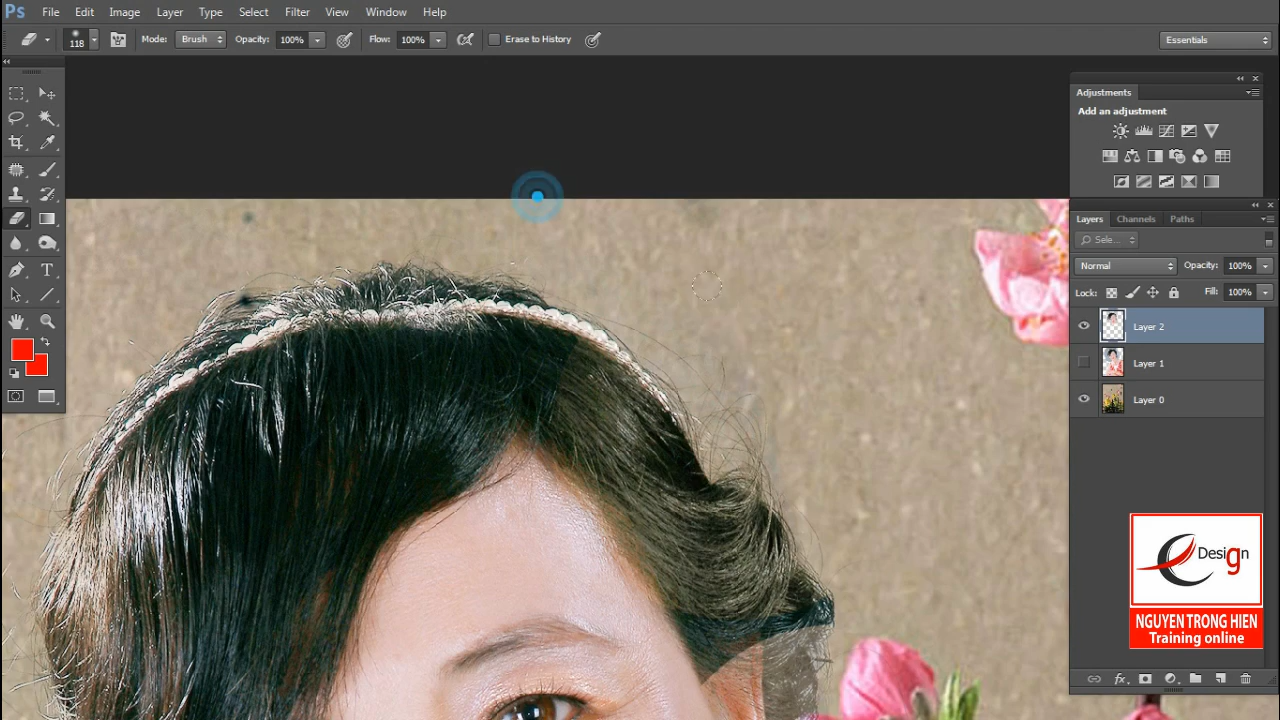 Ps File Edit Image Layer Type Select Filter View Window Help
118 Mode: Brush Opacity: 100% Flow: 100% Erase to History Essentials
Adjustments
Add an adjustment
Layers Channels Paths
Sele...
Normal Opacity: 100%
Lock: Fill: 100%
Layer 2
Layer 1
Layer 0
Design
NGUYEN TRONG HIEN
Training online
fx